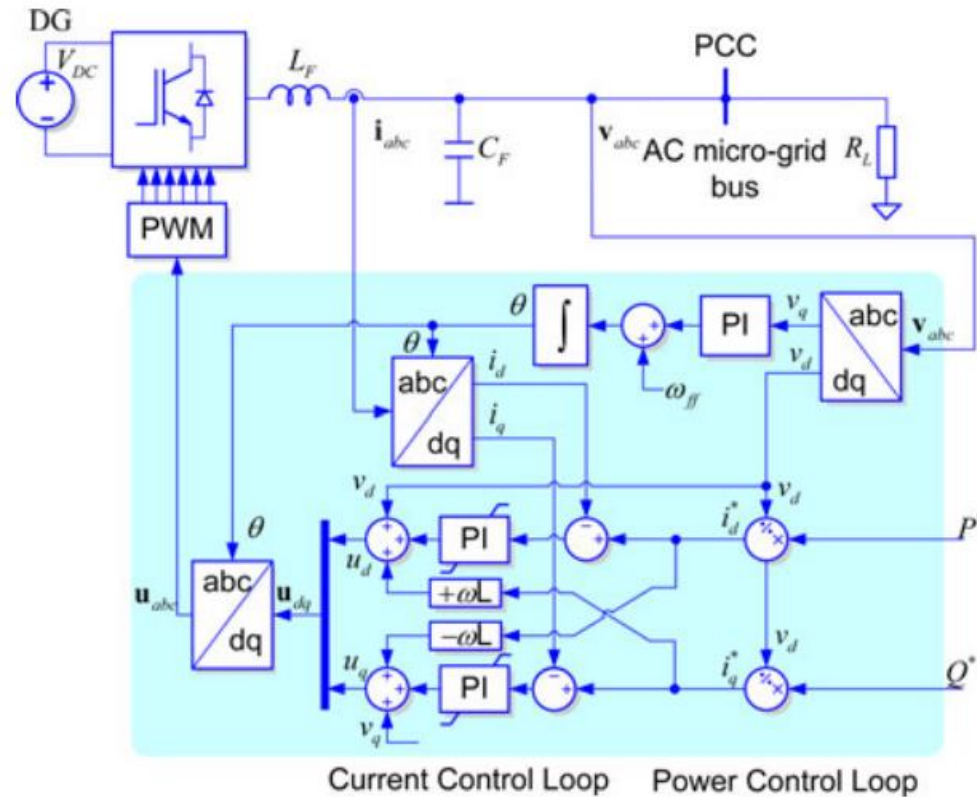 DG
V_DC
L_F
PCC
i_abc
C_F
v_abc
AC micro-grid
bus
R_L
PWM
θ
∫
PI
v_q
abc
dq
v_abc
v_d
ω_ff
θ
abc
dq
i_d
i_q
v_d
v_d
θ
u_d
PI
i_d^*
%
×
P
+ωL
abc
dq
u_abc
u_dq
−ωL
v_d
u_q
PI
i_q^*
%
×
Q^*
v_q
Current Control Loop
Power Control Loop